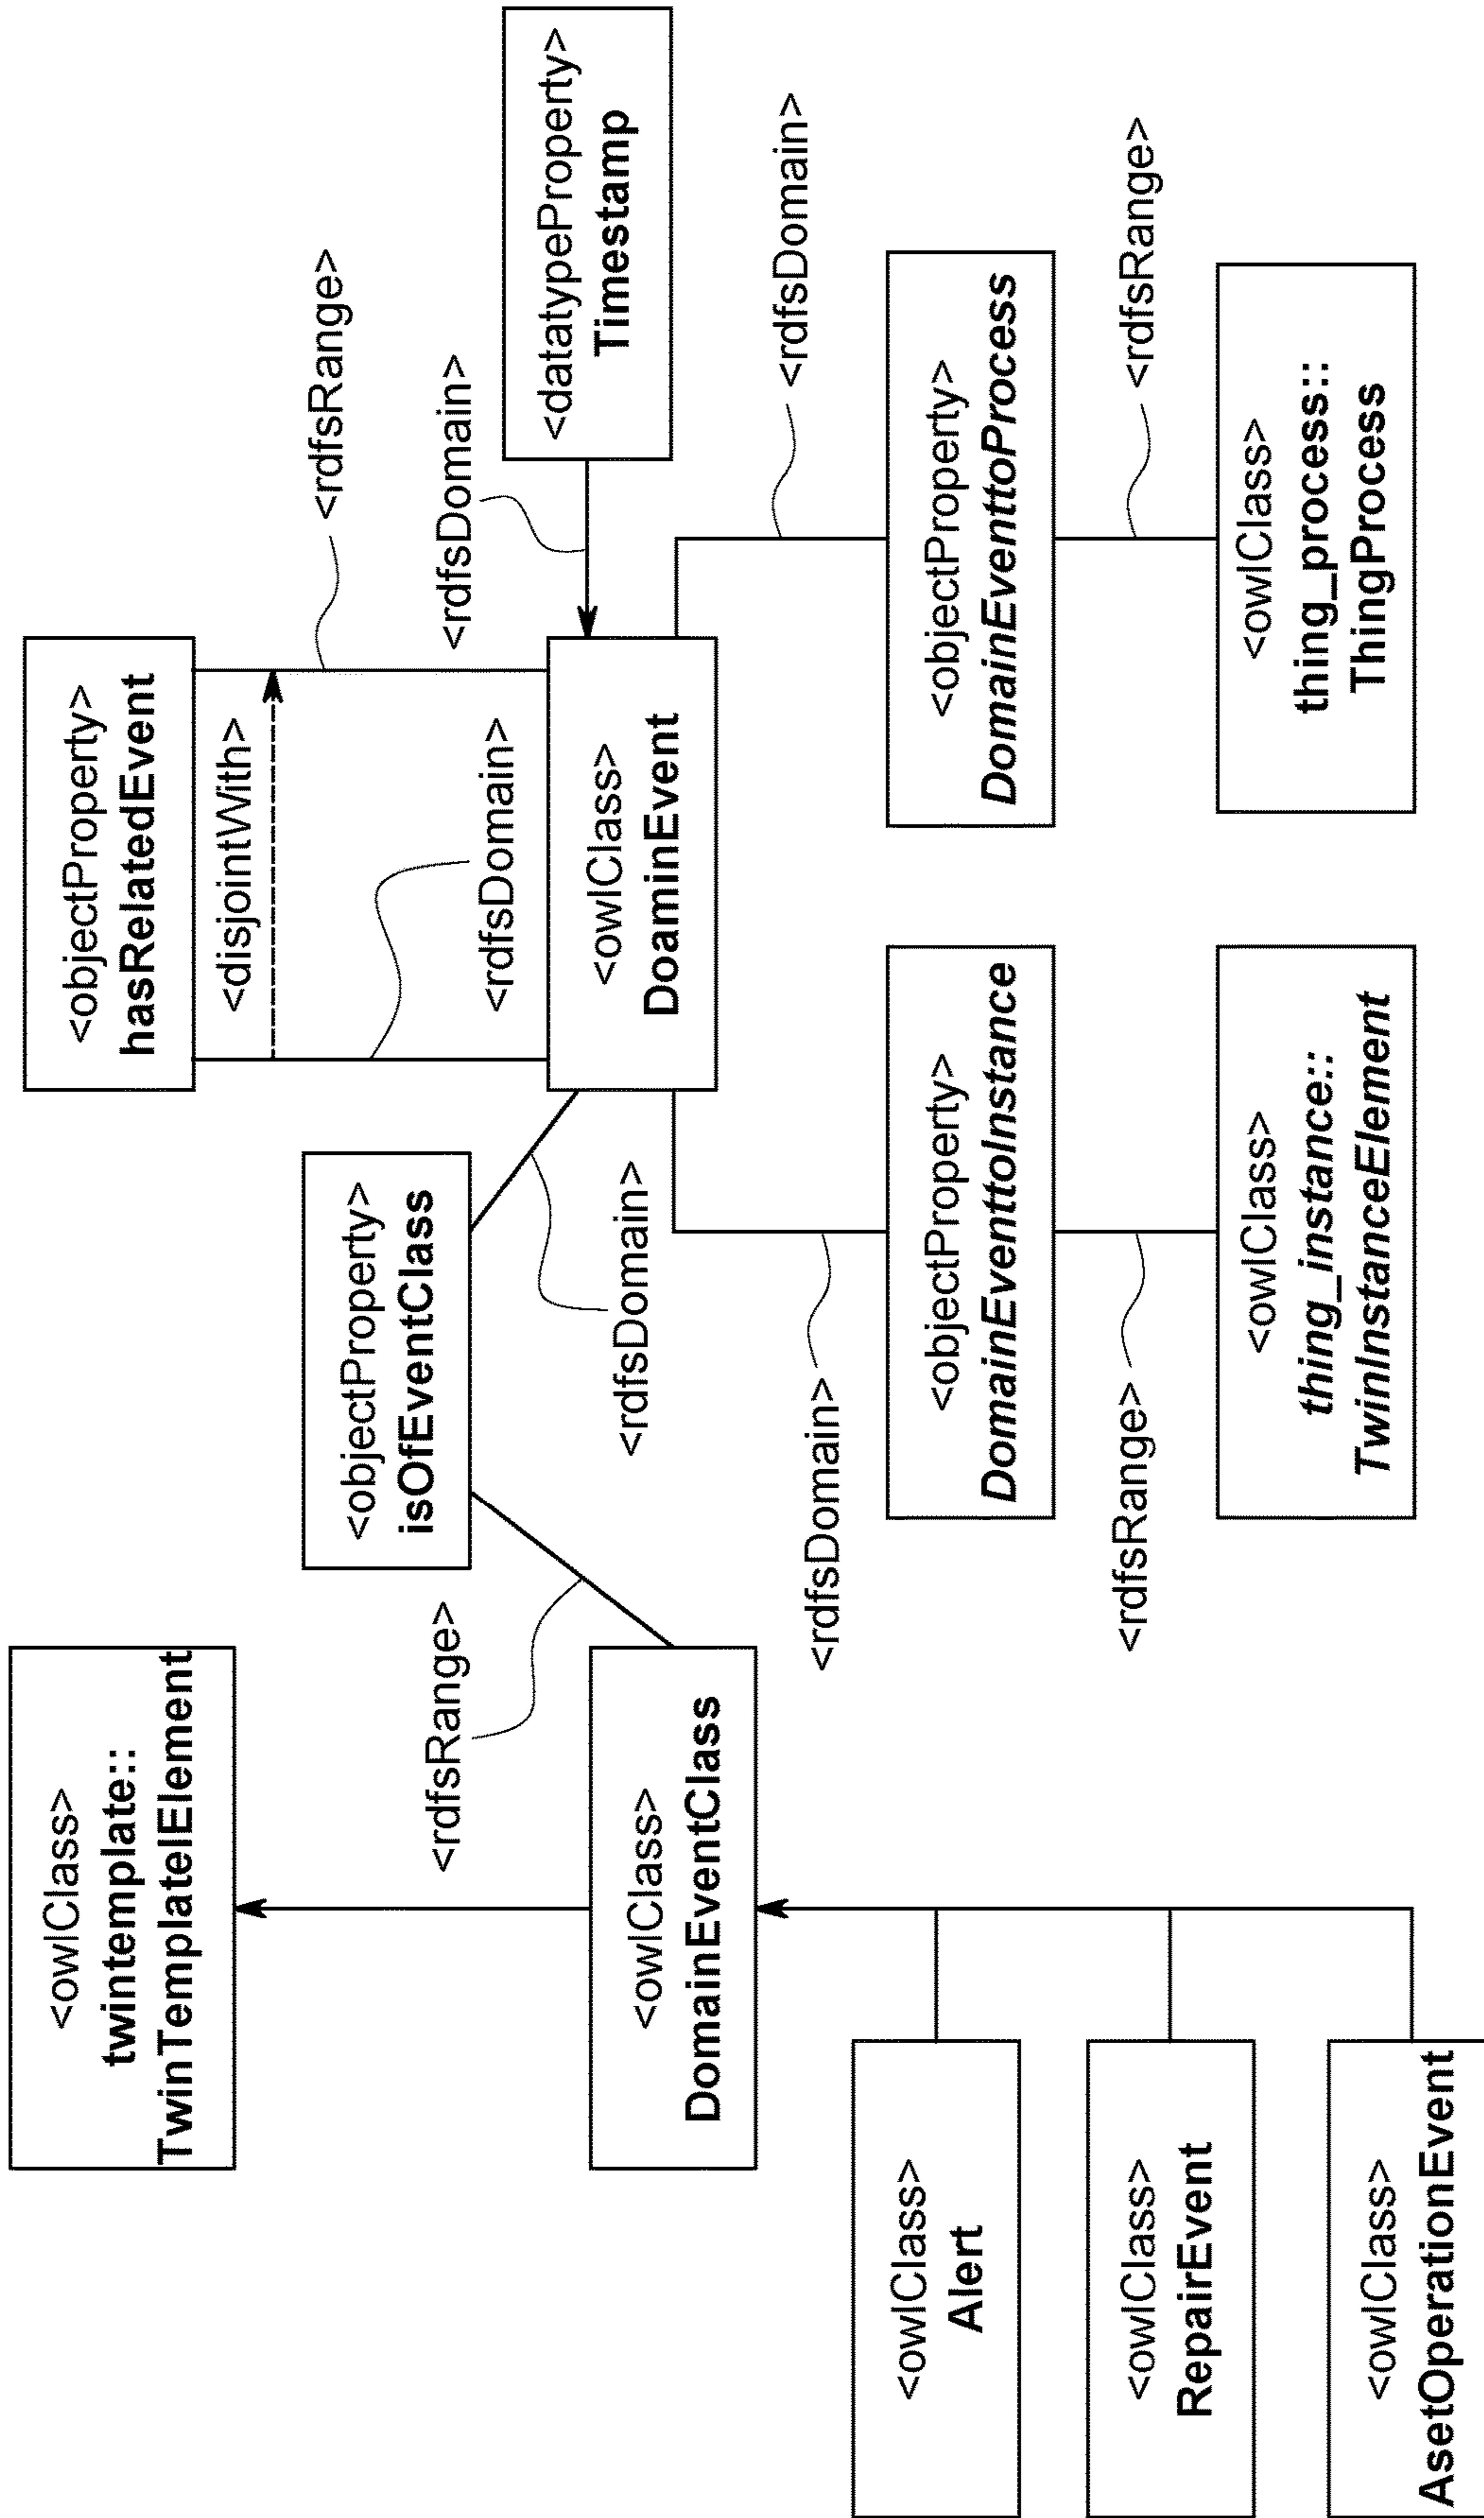 <owlClass>
twintemplate::
TwinTemplatelElement
<objectProperty>
hasRelatedEvent
<disjointWith>
<rdfsRange>
<objectProperty>
isOfEventClass
<rdfsRange>
<rdfsDomain>
<rdfsDomain>
<rdfsDomain>
<datatypeProperty>
Timestamp
<owlClass>
DomainEventClass
<owlClass>
DoaminEvent
<owlClass>
Alert
<rdfsDomain>
<objectProperty>
DomainEventtoInstance
<objectProperty>
DomainEventtoProcess
<rdfsDomain>
<owlClass>
RepairEvent
<rdfsRange>
<rdfsRange>
<owlClass>
AsetOperationEvent
<owlClass>
thing_instance::
TwinInstanceElement
<owlClass>
thing_process::
ThingProcess